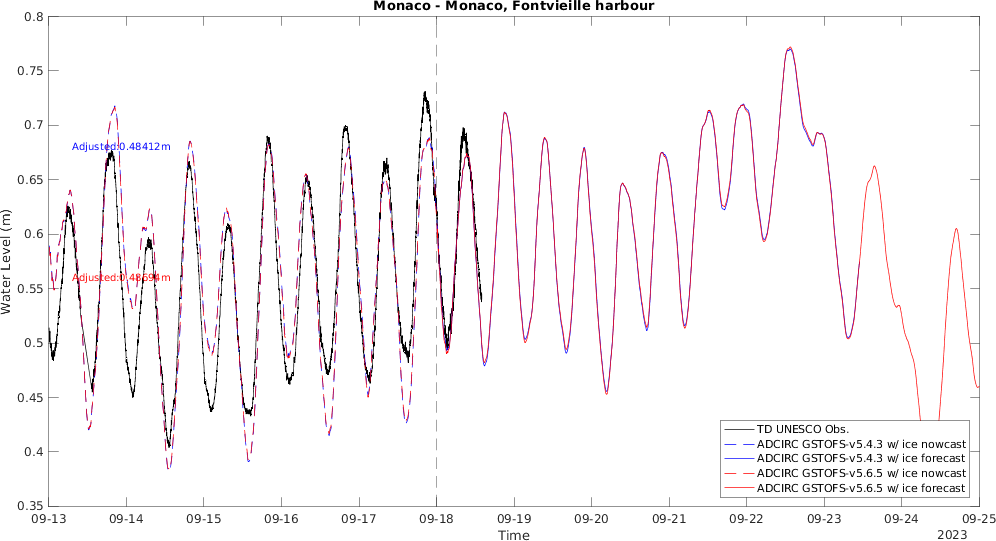 Monaco - Monaco, Fontvieille harbour
Water Level (m)
0.8
0.75
0.7
0.65
0.6
0.55
0.5
0.45
0.4
0.35
Adjusted:0.48412m
Adjusted:0.48694m
TD UNESCO Obs.
ADCIRC GSTOFS-v5.4.3 w/ ice nowcast
ADCIRC GSTOFS-v5.4.3 w/ ice forecast
ADCIRC GSTOFS-v5.6.5 w/ ice nowcast
ADCIRC GSTOFS-v5.6.5 w/ ice forecast
09-13 09-14 09-15 09-16 09-17 09-18 09-19 09-20 09-21 09-22 09-23 09-24 09-25
Time
2023